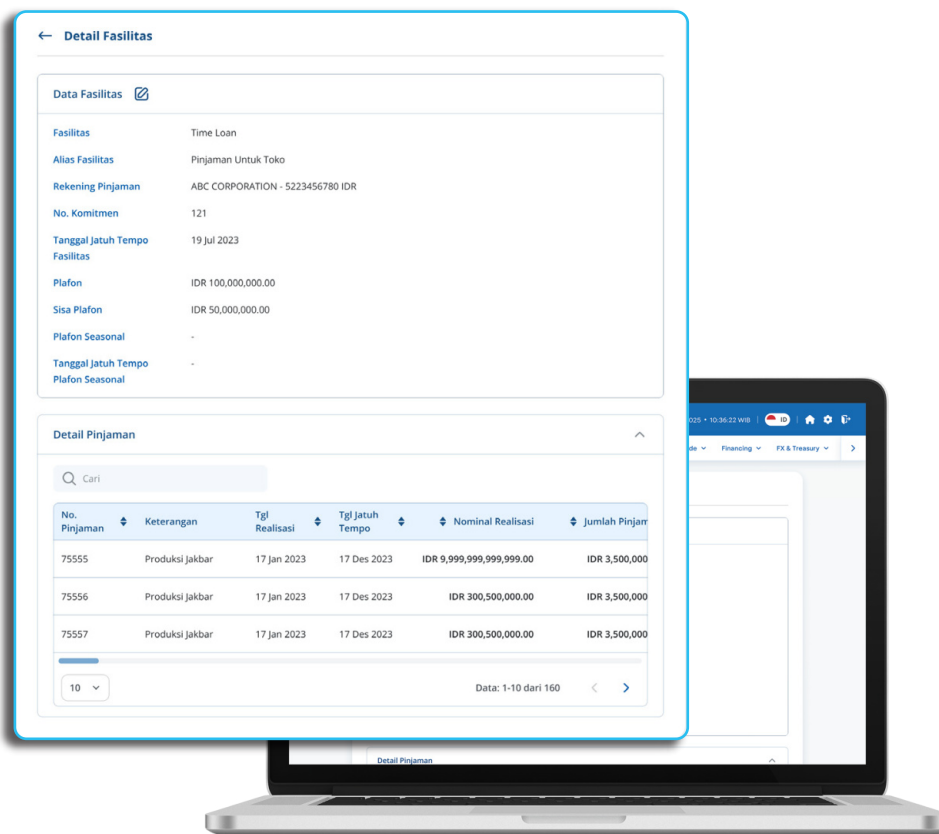 ← Detail Fasilitas
Data Fasilitas
Fasilitas Time Loan
Alias Fasilitas Pinjaman Untuk Toko
Rekening Pinjaman ABC CORPORATION - 5223456780 IDR
No. Komitmen 121
Tanggal Jatuh Tempo 19 Jul 2023
Fasilitas
Plafon IDR 100,000,000.00
Sisa Plafon IDR 50,000,000.00
Plafon Seasonal -
Tanggal Jatuh Tempo -
Plafon Seasonal
Detail Pinjaman
Cari
No. Pinjaman Keterangan Tgl Realisasi Tgl Jatuh Tempo Nominal Realisasi Jumlah Pinjam
75555 Produksi Jakbar 17 Jan 2023 17 Des 2023 IDR 9,999,999,999,999.00 IDR 3,500,000
75556 Produksi Jakbar 17 Jan 2023 17 Des 2023 IDR 300,500,000.00 IDR 3,500,000
75557 Produksi Jakbar 17 Jan 2023 17 Des 2023 IDR 300,500,000.00 IDR 3,500,000
10 Data: 1-10 dari 160
025 • 10:36:22 WIB ID
de Financing FX & Treasury
Detail Pinjaman